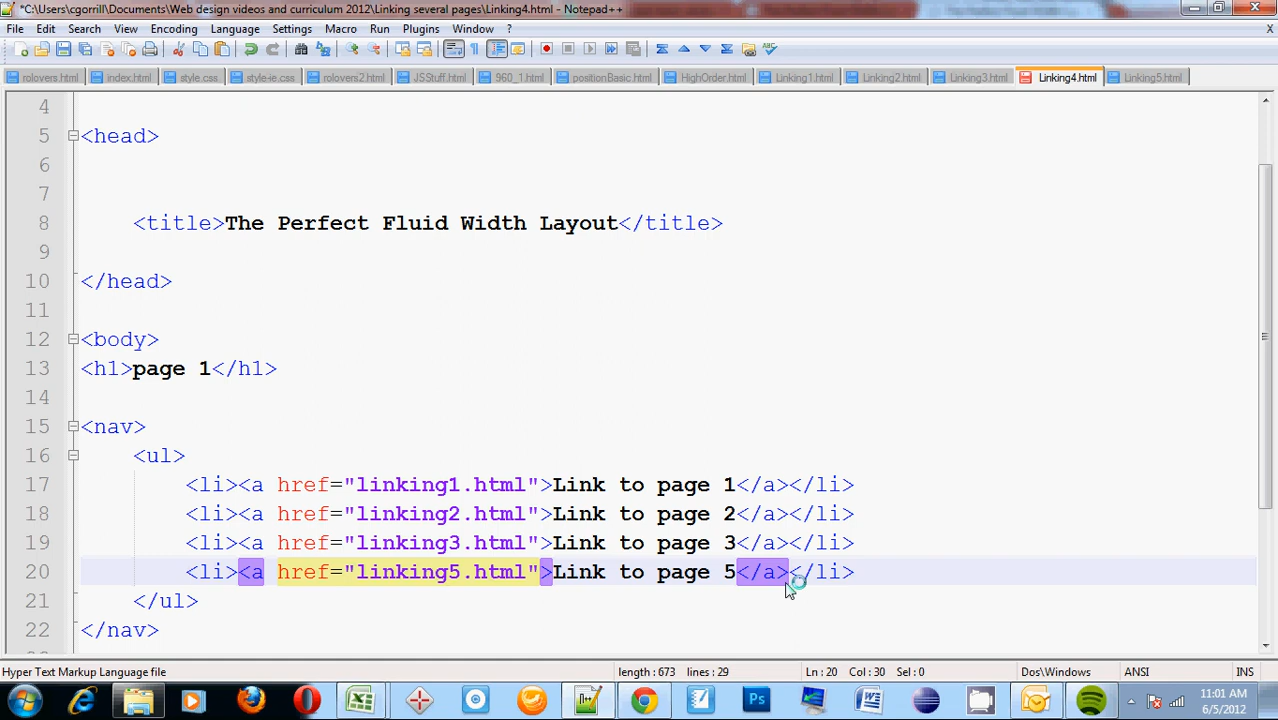 *C:\Users\cgorrill\Documents\Web design videos and curriculum 2012\Linking several pages\Linking4.html - Notepad++
File Edit Search View Encoding Language Settings Macro Run Plugins Window ? X
rolovers.html index.html style.css style-ie.css rolovers2.html JSStuff.html 960_1.html positionBasic.html HighOrder.html Linking1.html Linking2.html Linking3.html Linking4.html Linking5.html
4
5 <head>
6
7
8 <title>The Perfect Fluid Width Layout</title>
9
10 </head>
11
12 <body>
13 <h1>page 1</h1>
14
15 <nav>
16 <ul>
17 <li><a href="linking1.html">Link to page 1</a></li>
18 <li><a href="linking2.html">Link to page 2</a></li>
19 <li><a href="linking3.html">Link to page 3</a></li>
20 <li><a href="linking5.html">Link to page 5</a></li>
21 </ul>
22 </nav>
Hyper Text Markup Language file length : 673 lines : 29 Ln : 20 Col : 30 Sel : 0 Dos\Windows ANSI INS
Ps
11:01 AM
6/5/2012